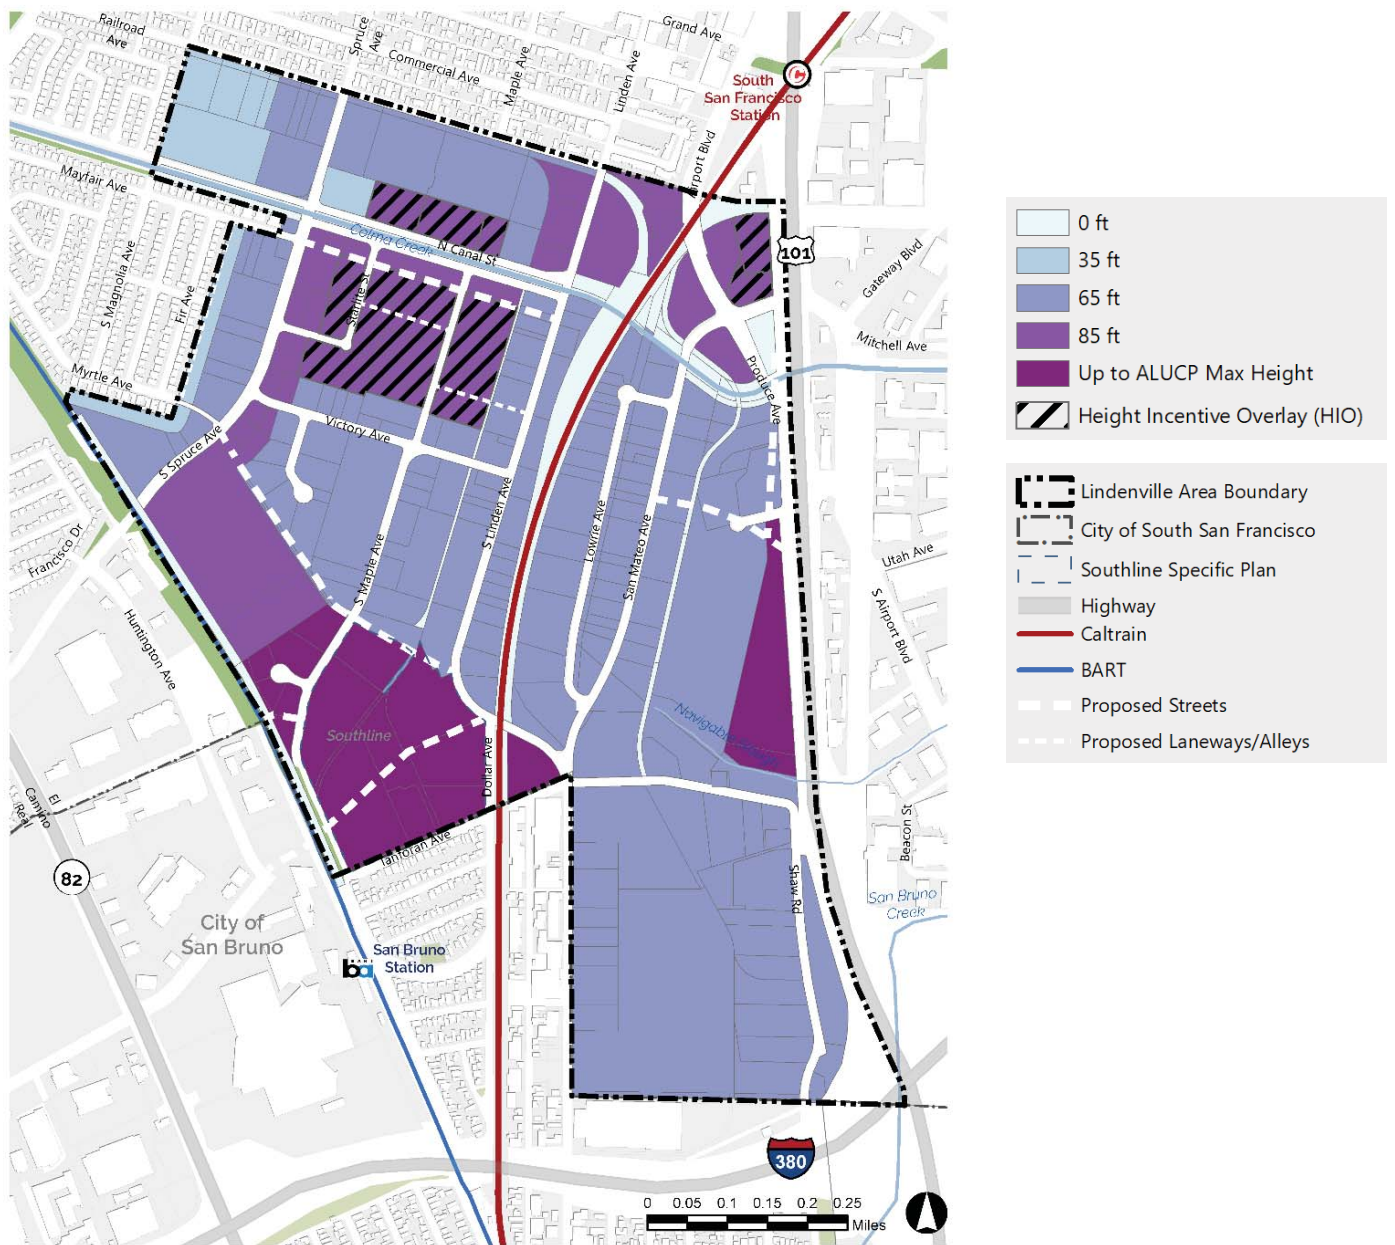 Railroad
Ave
Spruce
Ave
Commercial Ave
Maple Ave
Linden Ave
Grand Ave
South
San Francisco
Station
Airport Blvd
Mayfair Ave
S Magnolia Ave
Fir Ave
Myrtle Ave
Colma Creek
N Canal St
Starlite St
101
Gateway Blvd
Mitchell Ave
Produce Ave
Victory Ave
S Spruce Ave
S Linden Ave
S Maple Ave
Lowrie Ave
San Mateo Ave
Utah Ave
S Airport Blvd
Francisco Dr
Huntington Ave
Southline
Dollar Ave
Navigable Slough
Tanforan Ave
El
Camino
Real
82
City of
San Bruno
San Bruno
Station
ba
Shaw Rd
Beacon St
San Bruno
Creek
380
0 0.05 0.1 0.15 0.2 0.25
Miles
0 ft
35 ft
65 ft
85 ft
Up to ALUCP Max Height
Height Incentive Overlay (HIO)
Lindenville Area Boundary
City of South San Francisco
Southline Specific Plan
Highway
Caltrain
BART
Proposed Streets
Proposed Laneways/Alleys